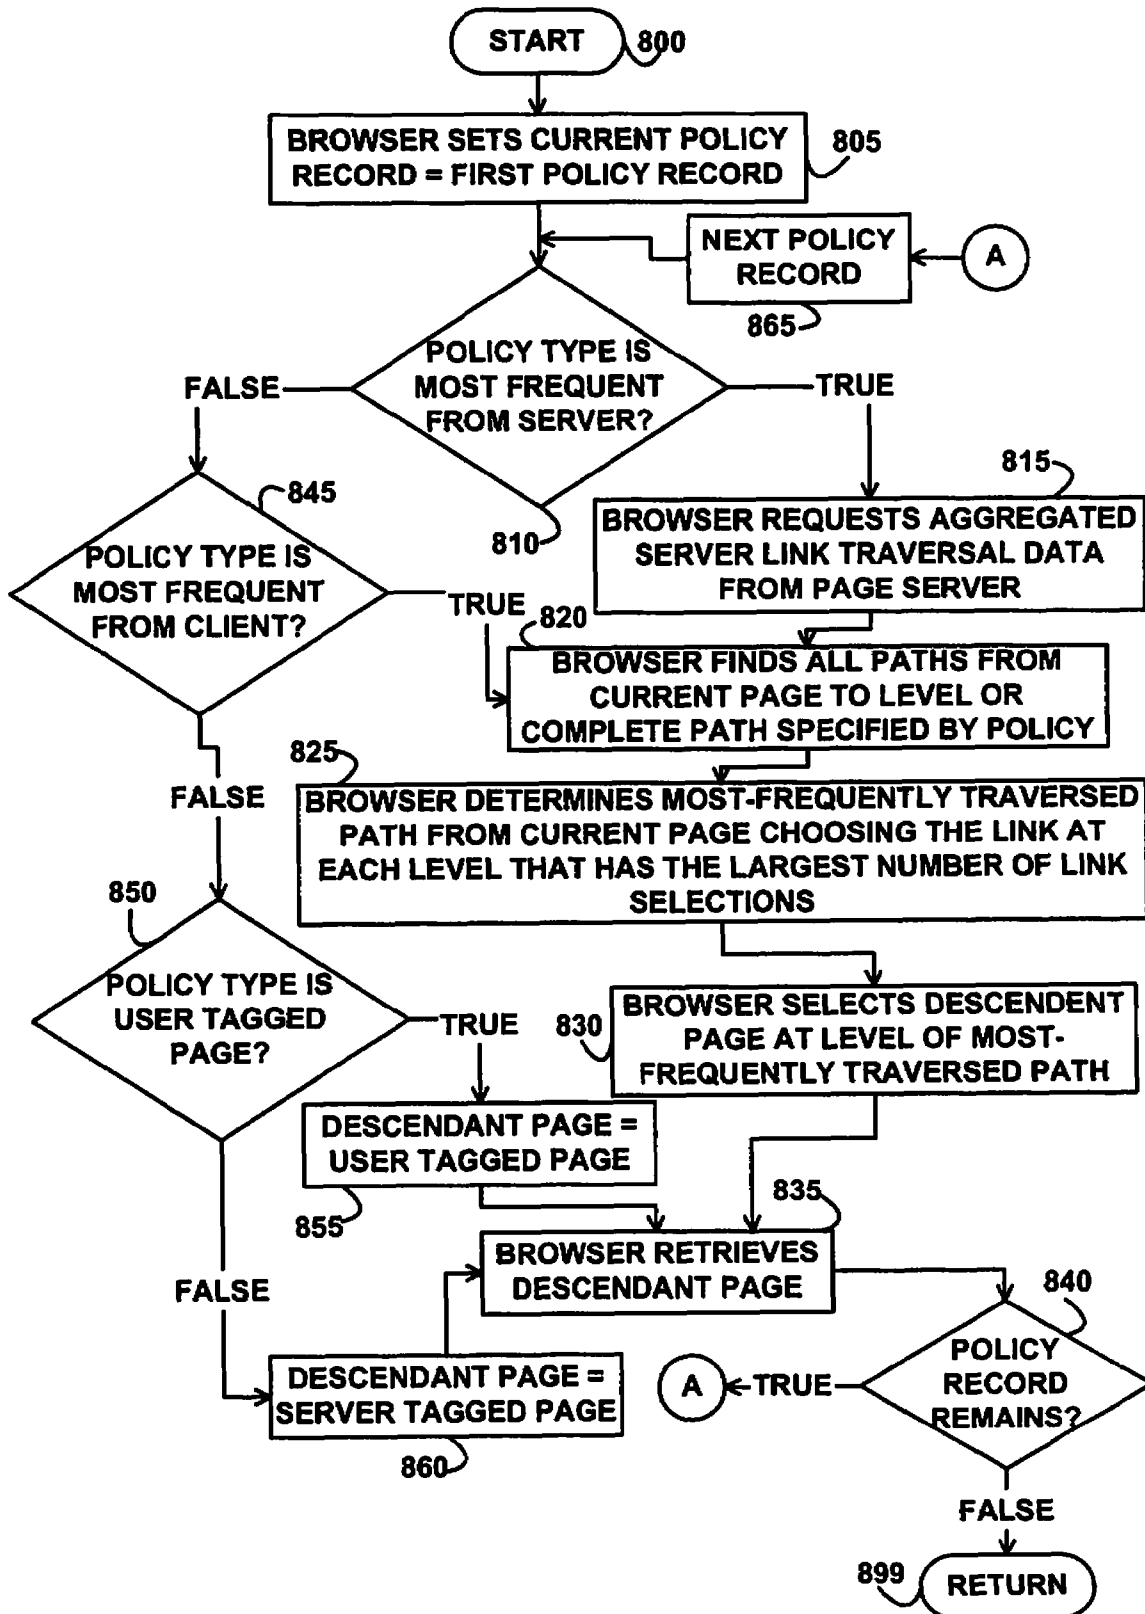 START
800
BROWSER SETS CURRENT POLICY
RECORD = FIRST POLICY RECORD
805
NEXT POLICY
RECORD
A
865
POLICY TYPE IS
MOST FREQUENT
FROM SERVER?
FALSE
TRUE
810
815
BROWSER REQUESTS AGGREGATED
SERVER LINK TRAVERSAL DATA
FROM PAGE SERVER
845
POLICY TYPE IS
MOST FREQUENT
FROM CLIENT?
TRUE
820
BROWSER FINDS ALL PATHS FROM
CURRENT PAGE TO LEVEL OR
COMPLETE PATH SPECIFIED BY POLICY
FALSE
825
BROWSER DETERMINES MOST-FREQUENTLY TRAVERSED
PATH FROM CURRENT PAGE CHOOSING THE LINK AT
EACH LEVEL THAT HAS THE LARGEST NUMBER OF LINK
SELECTIONS
850
POLICY TYPE IS
USER TAGGED
PAGE?
TRUE
830
BROWSER SELECTS DESCENDENT
PAGE AT LEVEL OF MOST-
FREQUENTLY TRAVERSED PATH
DESCENDANT PAGE =
USER TAGGED PAGE
855
835
BROWSER RETRIEVES
DESCENDANT PAGE
FALSE
DESCENDANT PAGE =
SERVER TAGGED PAGE
860
840
POLICY
RECORD
REMAINS?
TRUE
A
FALSE
899
RETURN